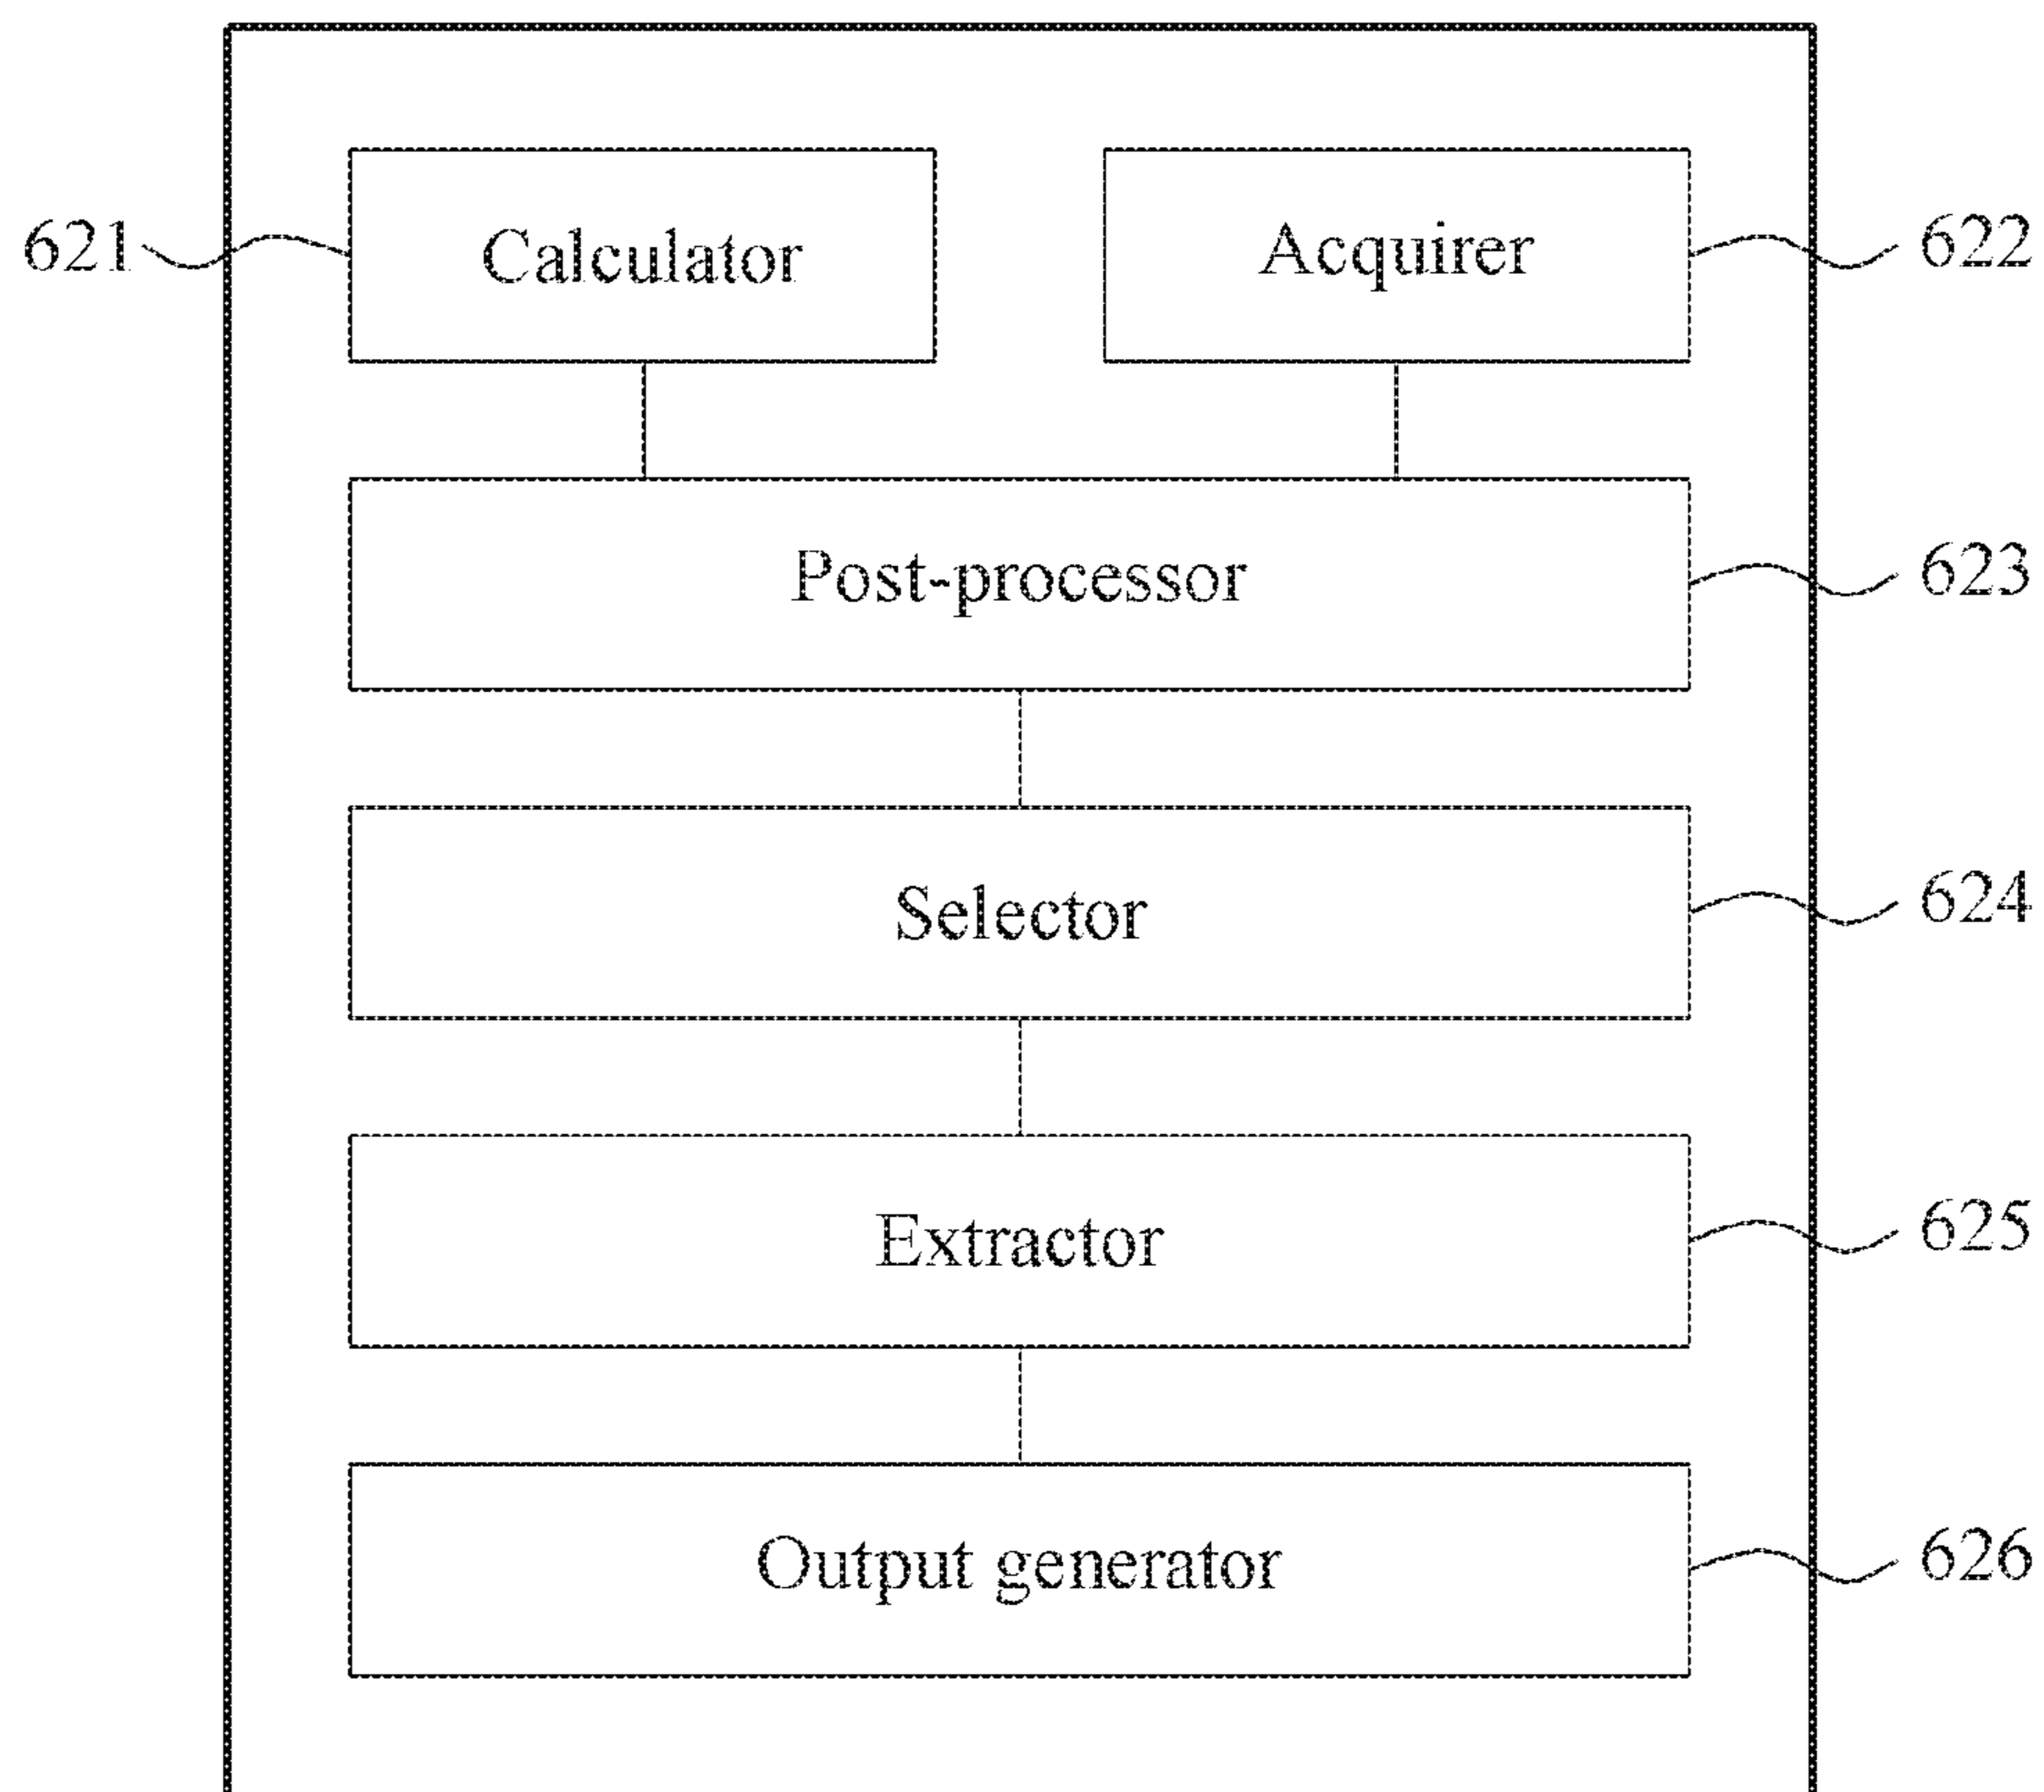 621 Calculator Acquirer 622
Post-processor 623
Selector 624
Extractor 625
Output generator 626